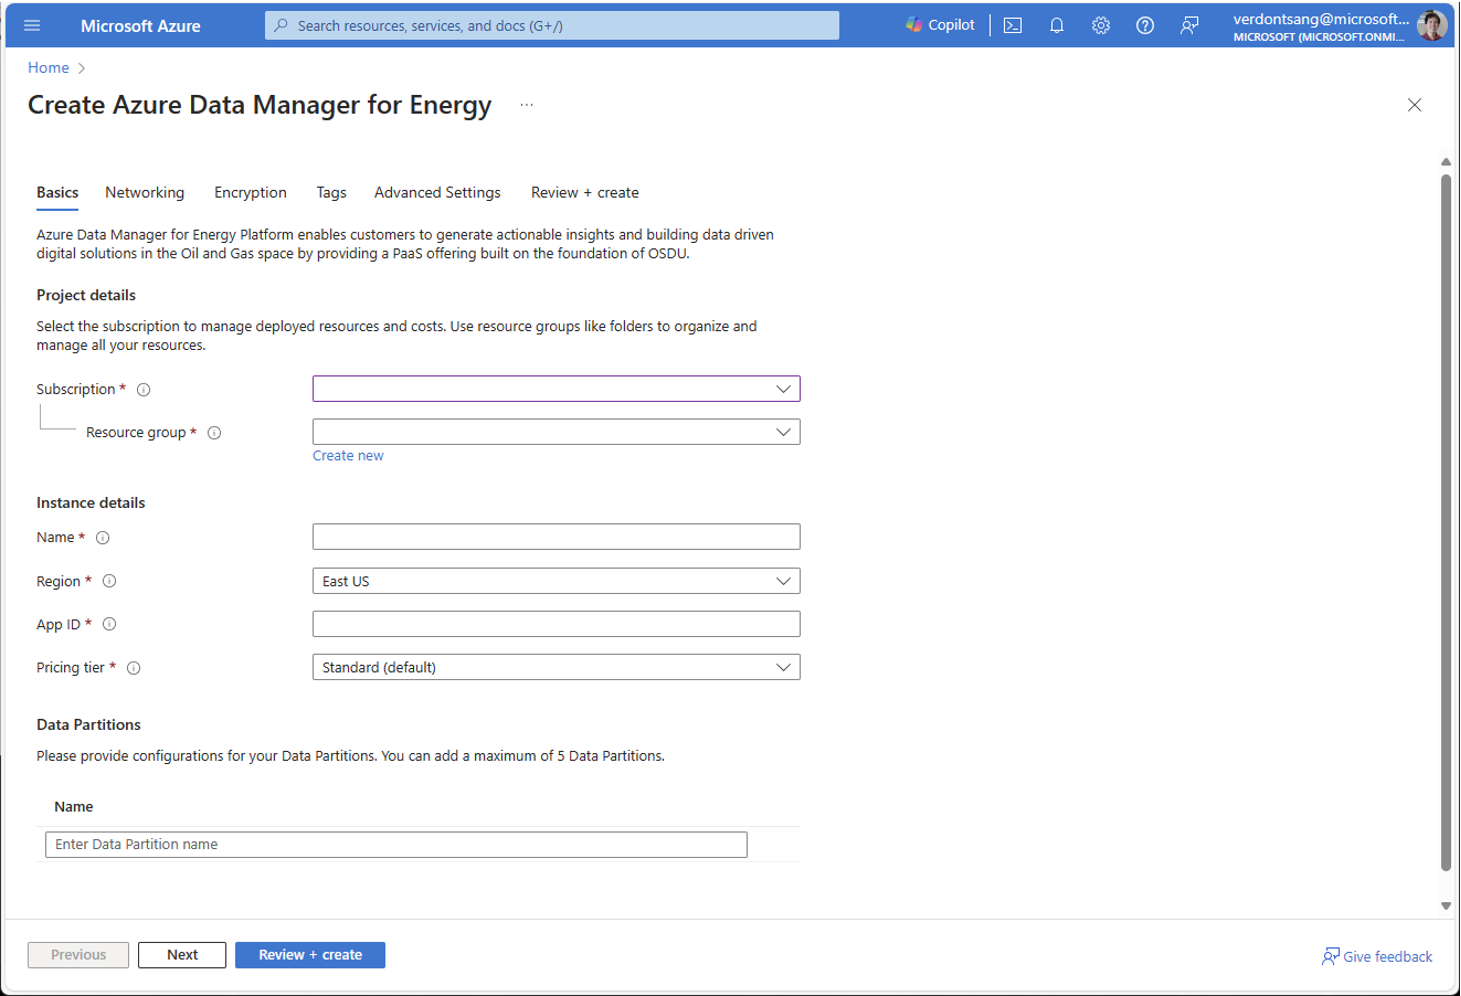 Microsoft Azure
Search resources, services, and docs (G+/)
Copilot
verdontsang@microsoft...
MICROSOFT (MICROSOFT.ONMI...
Home
Create Azure Data Manager for Energy
...
Basics Networking Encryption Tags Advanced Settings Review + create
Azure Data Manager for Energy Platform enables customers to generate actionable insights and building data driven
digital solutions in the Oil and Gas space by providing a PaaS offering built on the foundation of OSDU.
Project details
Select the subscription to manage deployed resources and costs. Use resource groups like folders to organize and
manage all your resources.
Subscription *
Resource group *
Create new
Instance details
Name *
Region * East US
App ID *
Pricing tier * Standard (default)
Data Partitions
Please provide configurations for your Data Partitions. You can add a maximum of 5 Data Partitions.
Name
Enter Data Partition name
Previous Next Review + create Give feedback